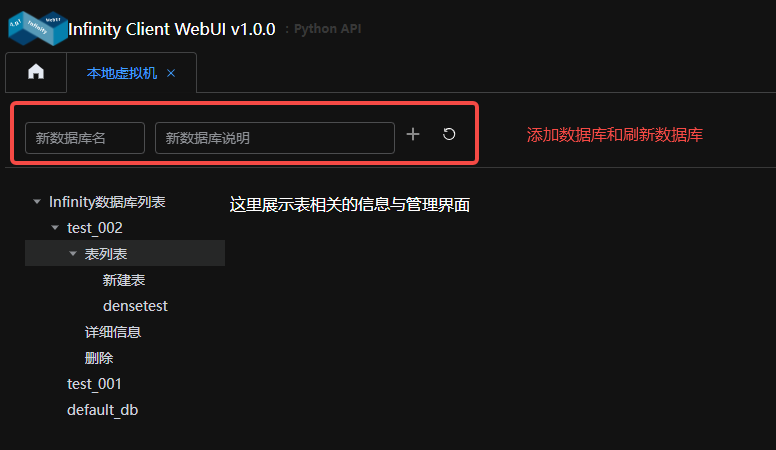 Infinity WebUI
Infinity Client WebUI v1.0.0 : Python API
本地虚拟机
新数据库名 新数据库说明
添加数据库和刷新数据库
Infinity数据库列表
这里展示表相关的信息与管理界面
test_002
表列表
新建表
densetest
详细信息
删除
test_001
default_db